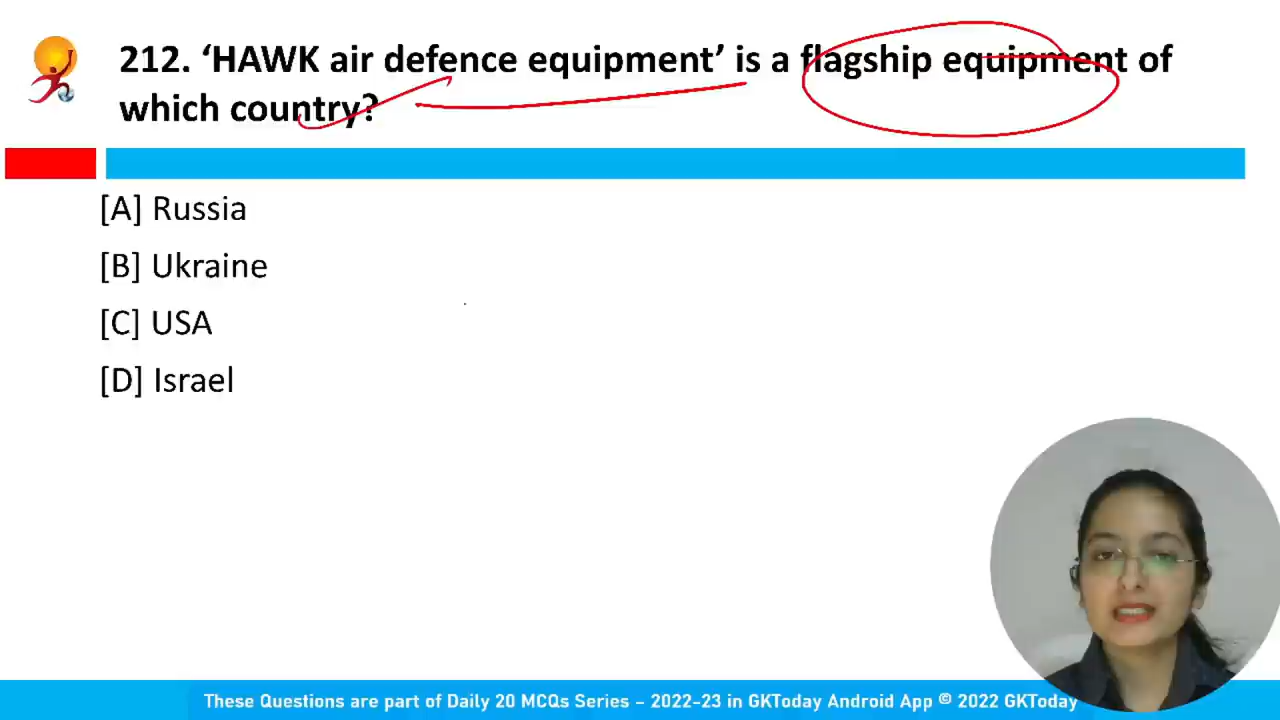 212. ‘HAWK air defence equipment’ is a flagship equipment of
which country?
[A] Russia
[B] Ukraine
[C] USA
[D] Israel
These Questions are part of Daily 20 MCQs Series – 2022-23 in GKToday Android App © 2022 GKToday